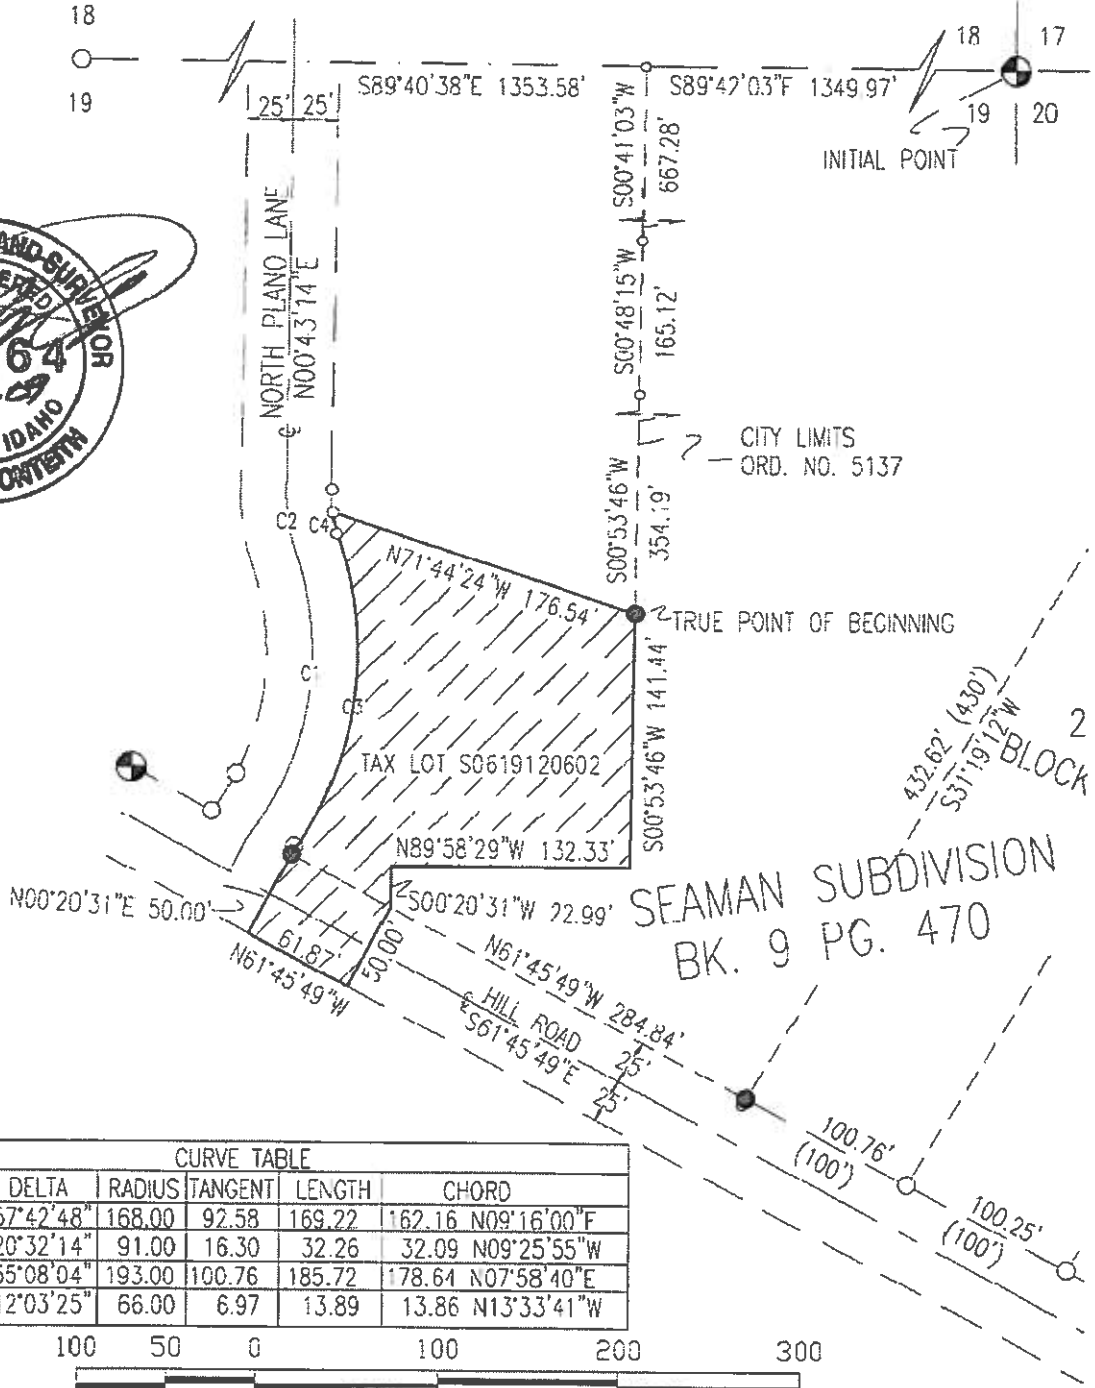 18
18 17
S89°40'38"E 1353.58'
S89°42'03"E 1349.97'
19
19 20
25' 25'
INITIAL POINT
S00°41'03"W
667.28'
NORTH PLANO LANE
N00°43'14"E
LAND SURVEYOR
64
IDAHO
S00°48'15"W
165.12'
CITY LIMITS
ORD. NO. 5137
S00°53'46"W
354.19'
C2 C4
N71°44'24"W 176.54'
TRUE POINT OF BEGINNING
C1
C3
S00°53'46"W 141.44'
TAX LOT S0619120602
432.62' (430')
S31°19'12"W
2
BLOCK
N89°58'29"W 132.33'
SEAMAN SUBDIVISION
BK. 9 PG. 470
N00°20'31"E 50.00'
S00°20'31"W 22.99'
61.87'
N61°45'49"W
50.00'
N61°45'49"W 284.84'
HILL ROAD
S61°45'49"E
25'
25'
100.76'
(100')
100.25'
(100')
CURVE TABLE
DELTA RADIUS TANGENT LENGTH CHORD
57°42'48" 168.00 92.58 169.22 162.16 N09°16'00"E
20°32'14" 91.00 16.30 32.26 32.09 N09°25'55"W
55°08'04" 193.00 100.76 185.72 178.64 N07°58'40"E
12°03'25" 66.00 6.97 13.89 13.86 N13°33'41"W
100 50 0 100 200 300